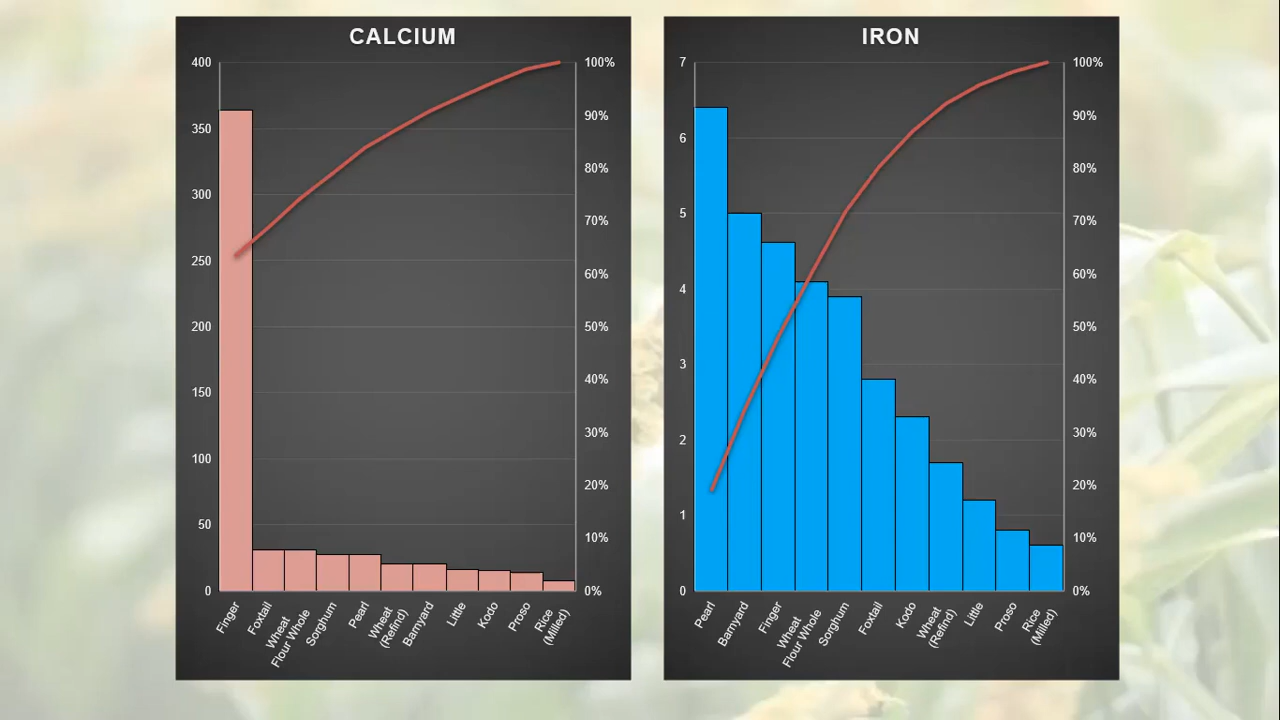 CALCIUM
400
350
300
250
200
150
100
50
0
100%
90%
80%
70%
60%
50%
40%
30%
20%
10%
0%
Finger
Foxtail
Wheat
Flour Whole
Sorghum
Pearl
Wheat
(Refind)
Barnyard
Little
Kodo
Proso
Rice
(Milled)
IRON
7
6
5
4
3
2
1
0
100%
90%
80%
70%
60%
50%
40%
30%
20%
10%
0%
Pearl
Barnyard
Finger
Wheat
Flour Whole
Sorghum
Foxtail
Kodo
Wheat
(Refind)
Little
Proso
Rice
(Milled)